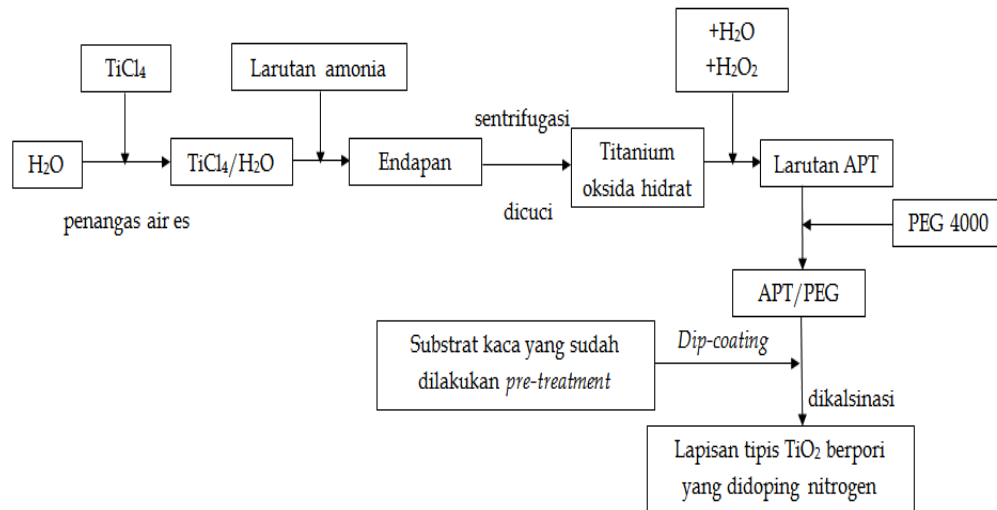 +H₂O
+H₂O₂
TiCl₄
Larutan amonia
sentrifugasi
H₂O
TiCl₄/H₂O
Endapan
Titanium
oksida hidrat
Larutan APT
penangas air es
dicuci
PEG 4000
APT/PEG
Substrat kaca yang sudah
dilakukan pre-treatment
Dip-coating
dikalsinasi
Lapisan tipis TiO₂ berpori
yang didoping nitrogen